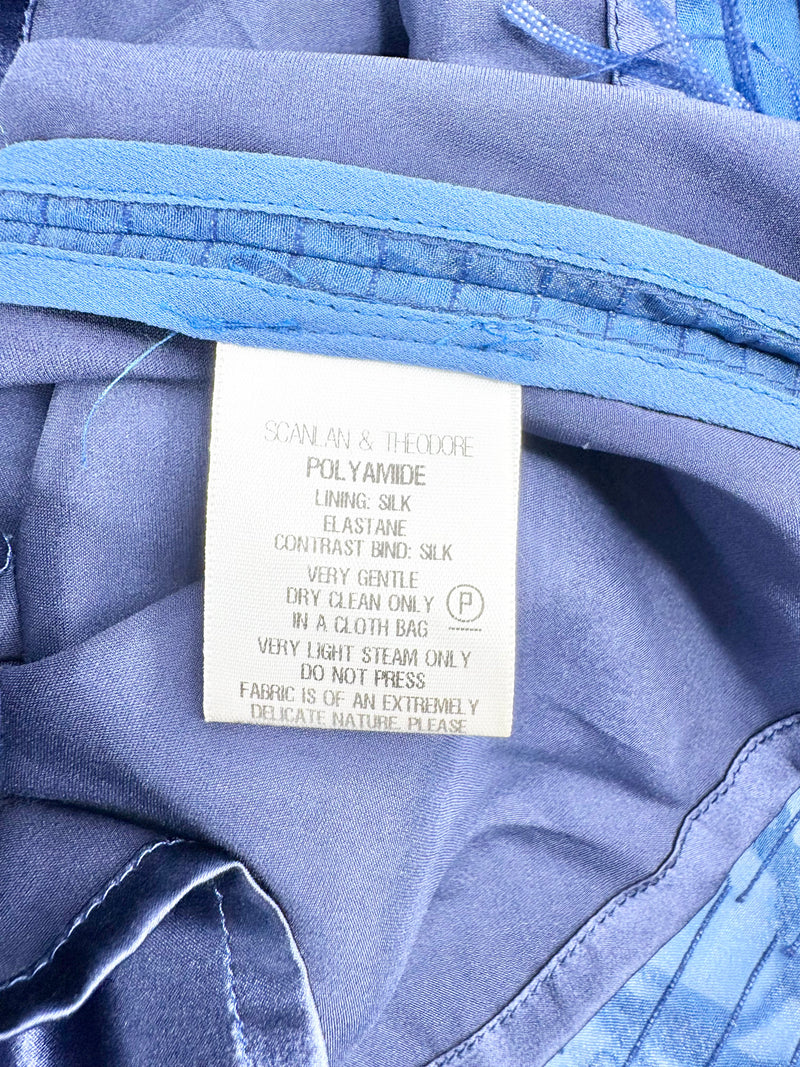 SCANLAN & THEODORE
POLYAMIDE
LINING: SILK
ELASTANE
CONTRAST BIND: SILK
VERY GENTLE
DRY CLEAN ONLY P
IN A CLOTH BAG
VERY LIGHT STEAM ONLY
DO NOT PRESS
FABRIC IS OF AN EXTREMELY
DELICATE NATURE. PLEASE